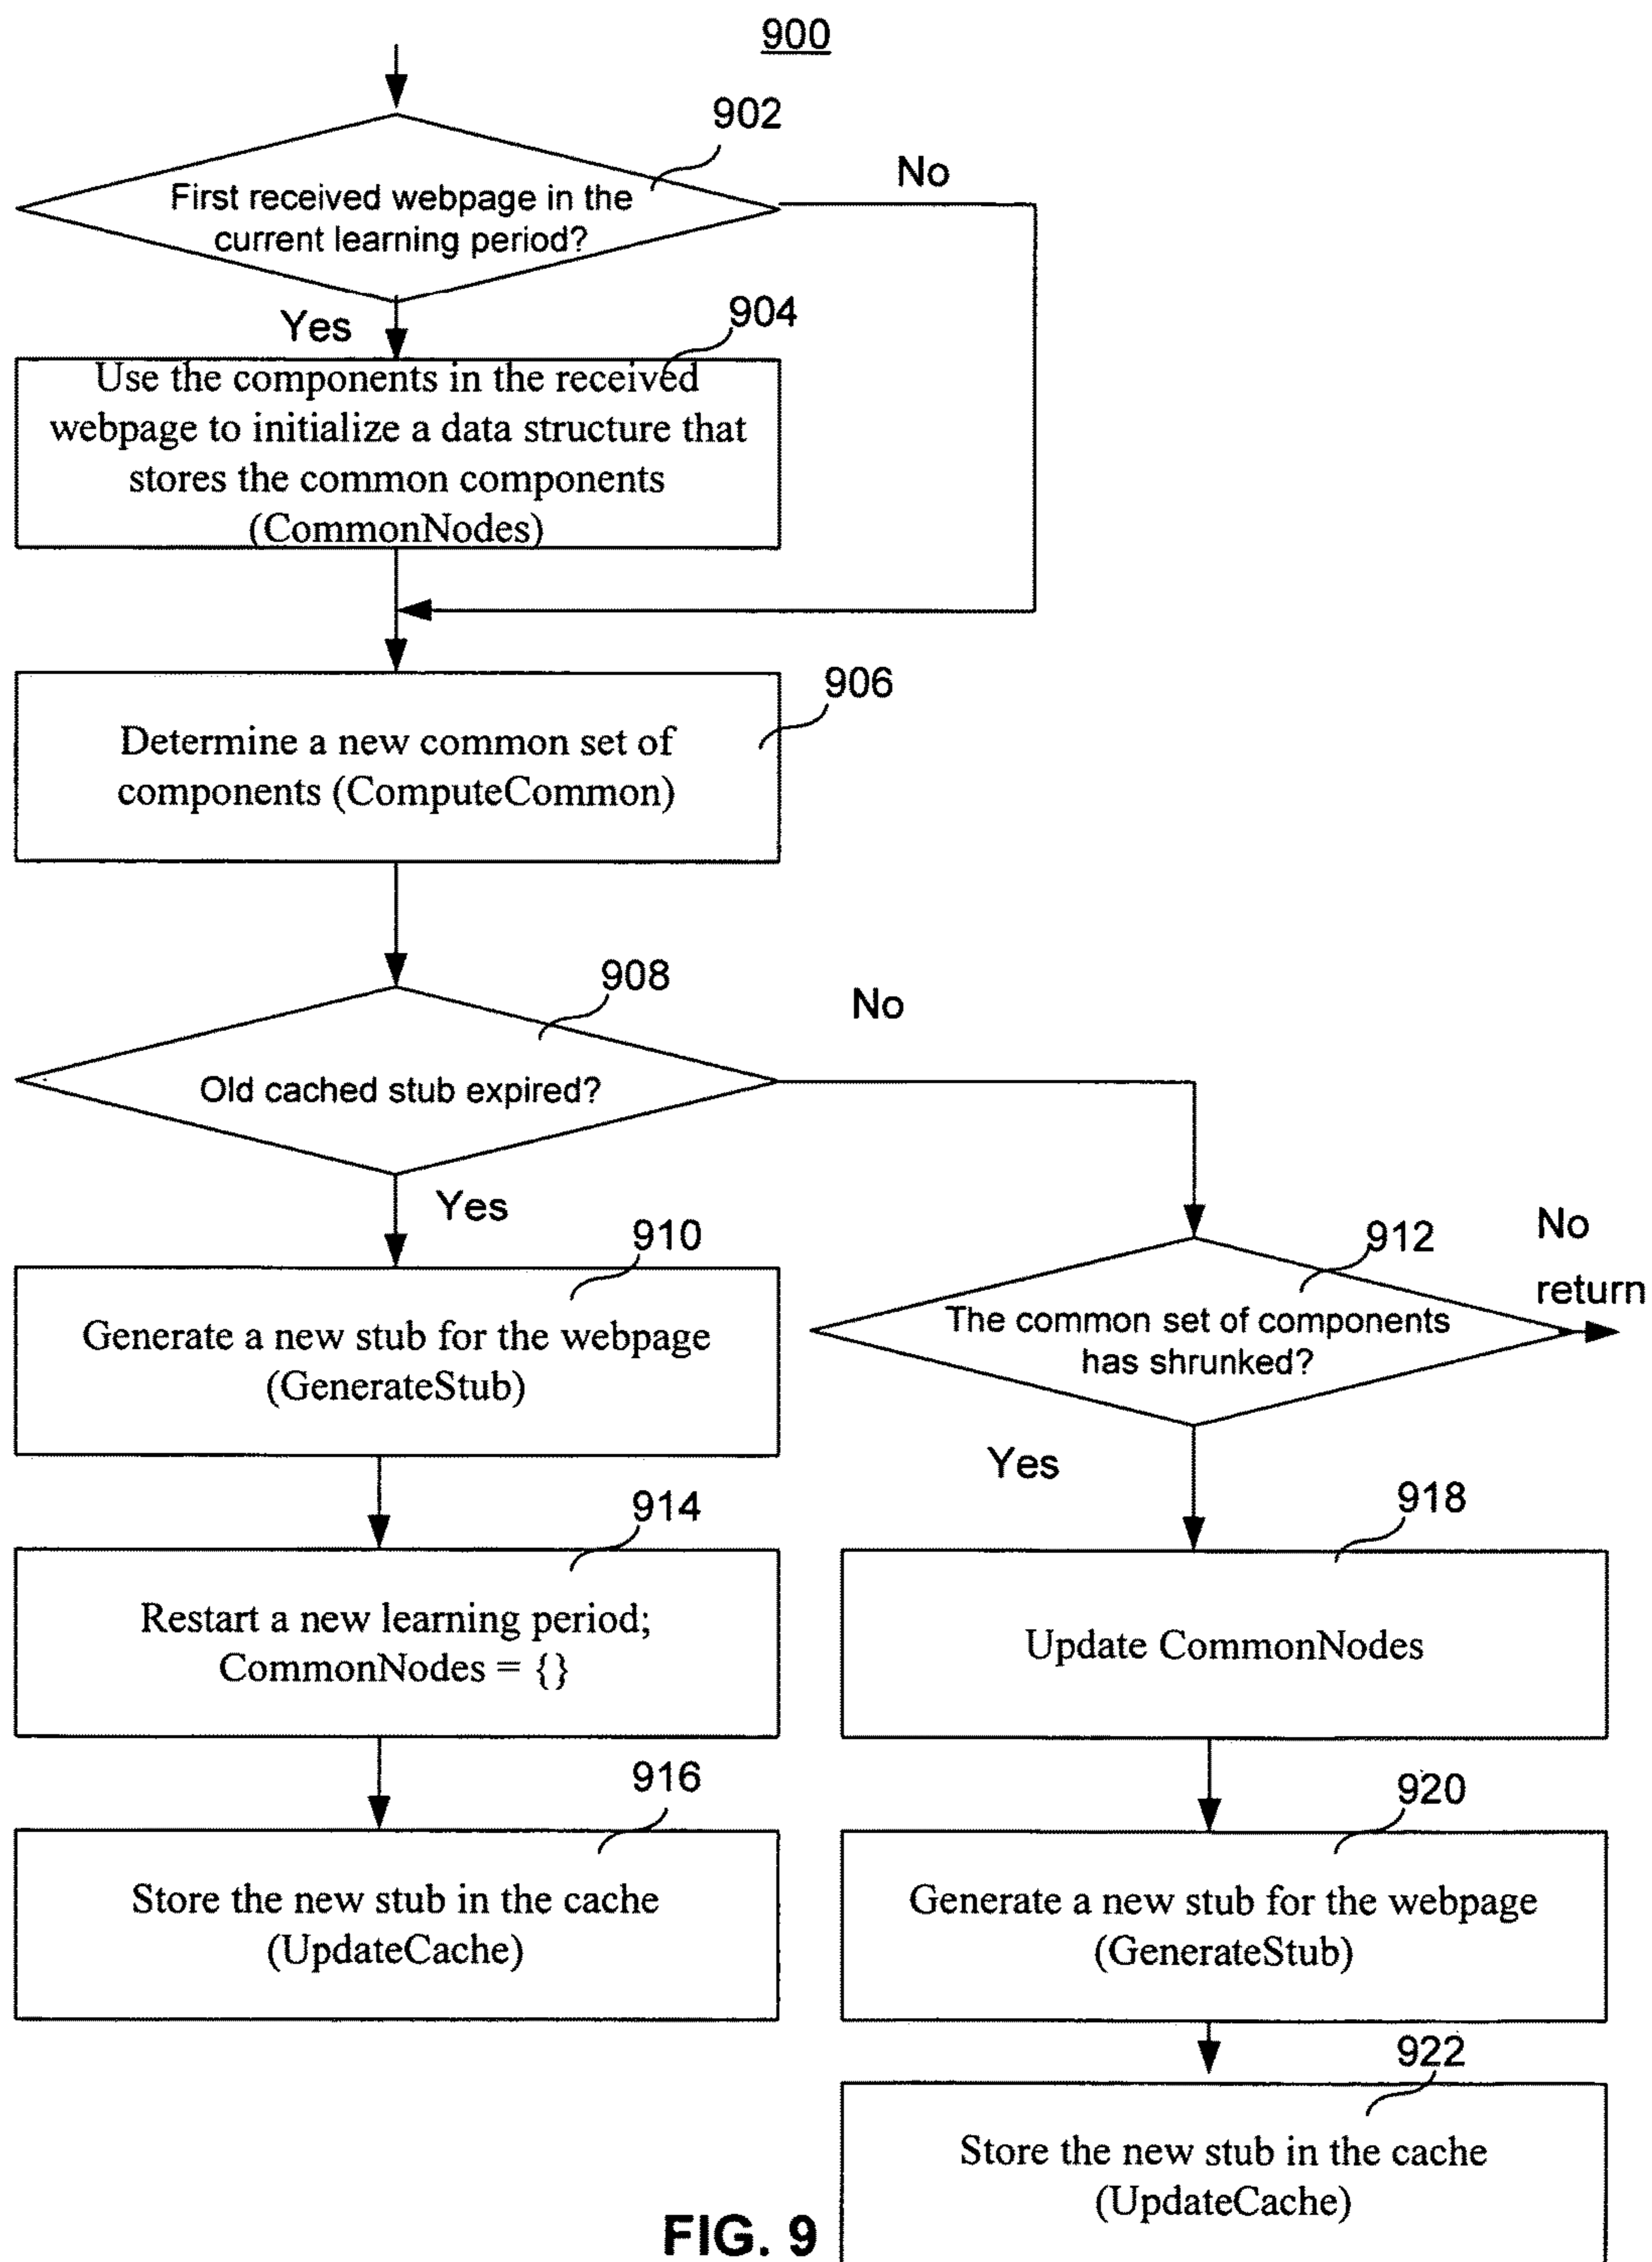 900
902
First received webpage in the
current learning period?
No
Yes
904
Use the components in the received
webpage to initialize a data structure that
stores the common components
(CommonNodes)
906
Determine a new common set of
components (ComputeCommon)
908
Old cached stub expired?
No
Yes
910
Generate a new stub for the webpage
(GenerateStub)
912
The common set of components
has shrunked?
No
return
Yes
914
Restart a new learning period;
CommonNodes = {}
918
Update CommonNodes
916
Store the new stub in the cache
(UpdateCache)
920
Generate a new stub for the webpage
(GenerateStub)
922
Store the new stub in the cache
(UpdateCache)
FIG. 9